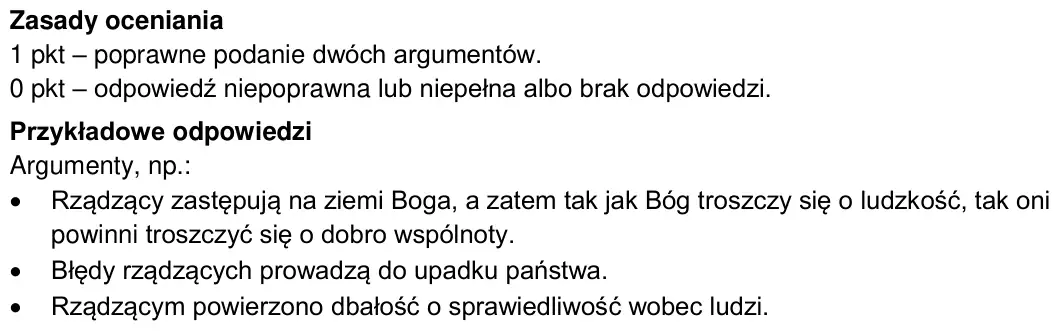 Zasady oceniania
1 pkt – poprawne podanie dwóch argumentów.
0 pkt – odpowiedź niepoprawna lub niepełna albo brak odpowiedzi.
Przykładowe odpowiedzi
Argumenty, np.:
• Rządzący zastępują na ziemi Boga, a zatem tak jak Bóg troszczy się o ludzkość, tak oni
powinni troszczyć się o dobro wspólnoty.
• Błędy rządzących prowadzą do upadku państwa.
• Rządzącym powierzono dbałość o sprawiedliwość wobec ludzi.